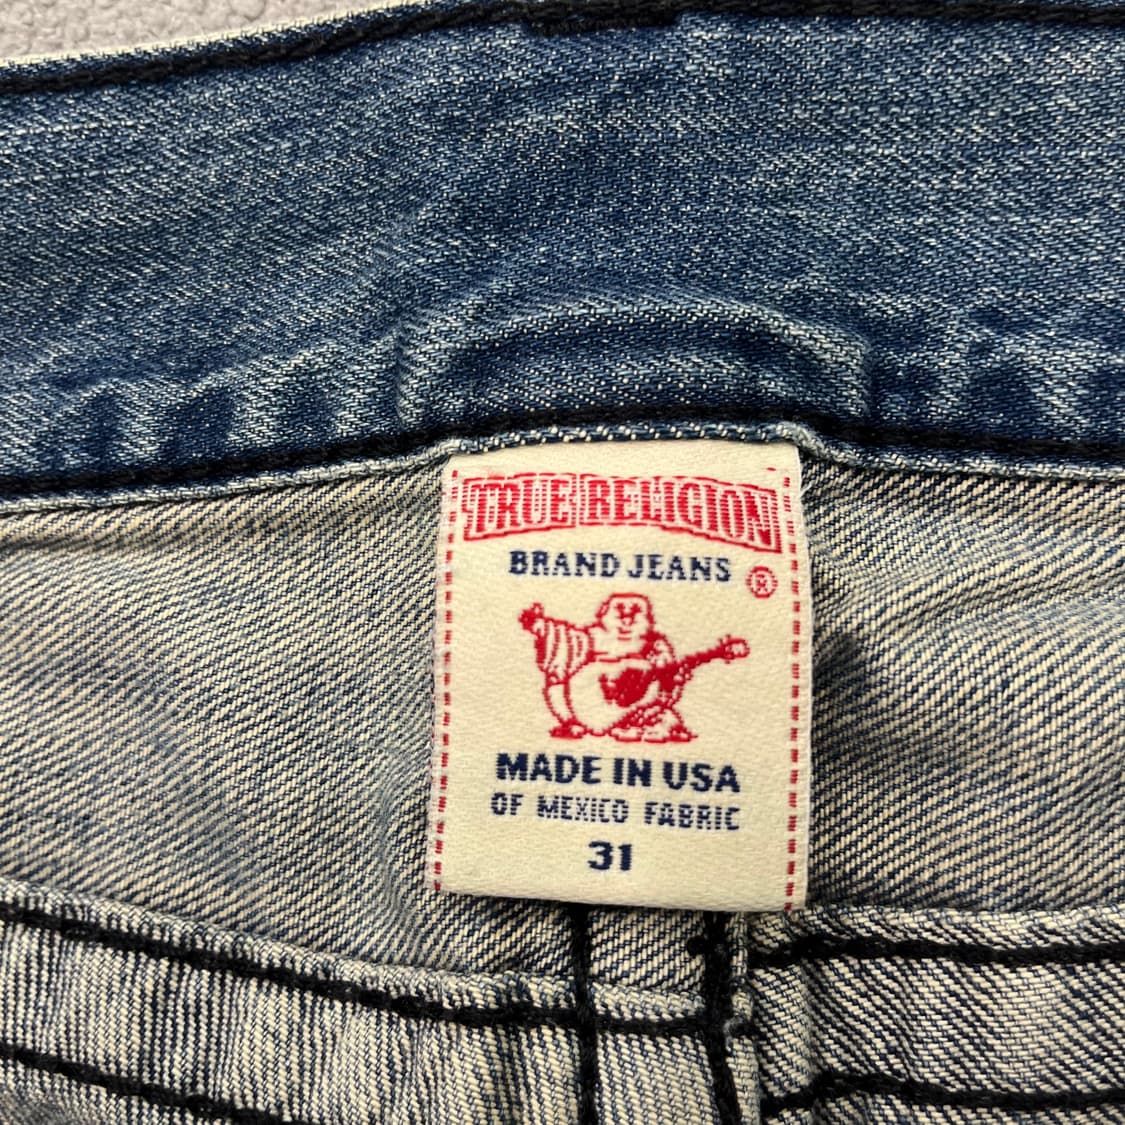 TRUE RELIGION
BRAND JEANS ®
MADE IN USA
OF MEXICO FABRIC
31